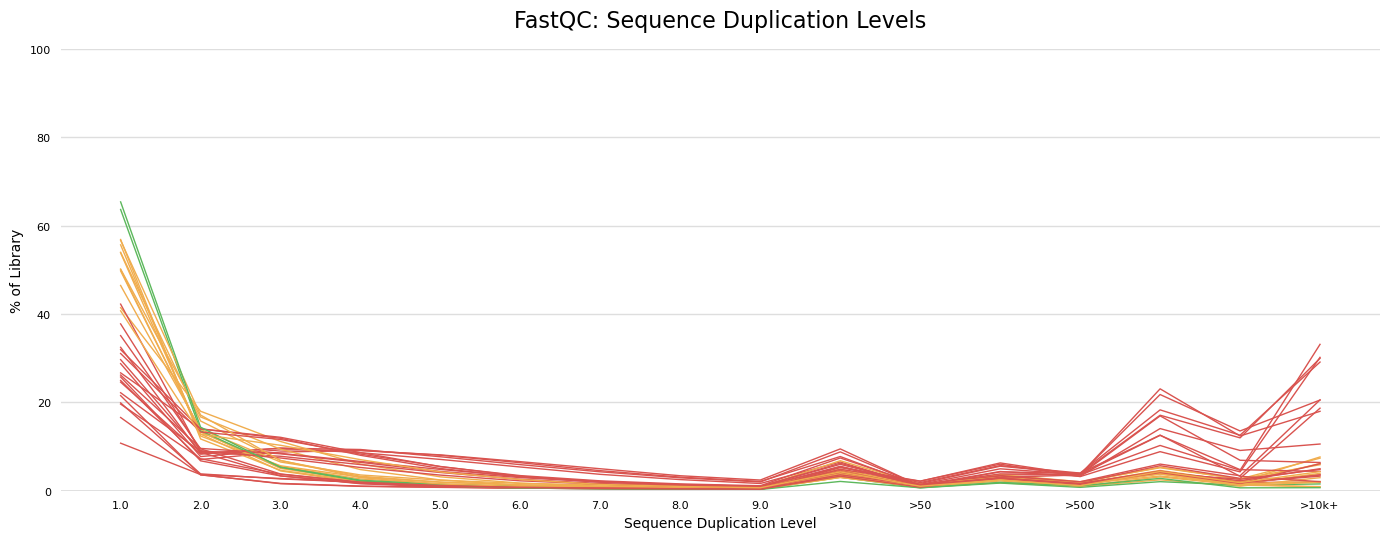 FastQC: Sequence Duplication Levels
100
80
60
40
20
0
% of Library
1.0 2.0 3.0 4.0 5.0 6.0 7.0 8.0 9.0 >10 >50 >100 >500 >1k >5k >10k+
Sequence Duplication Level